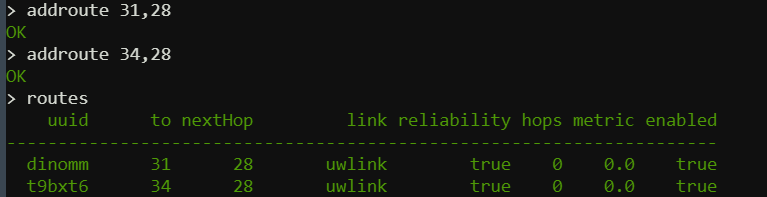 > addroute 31,28
OK
> addroute 34,28
OK
> routes
uuid to nextHop link reliability hops metric enabled
-----------------------------------------------------------------
dinomm 31 28 uwlink true 0 0.0 true
t9bxt6 34 28 uwlink true 0 0.0 true